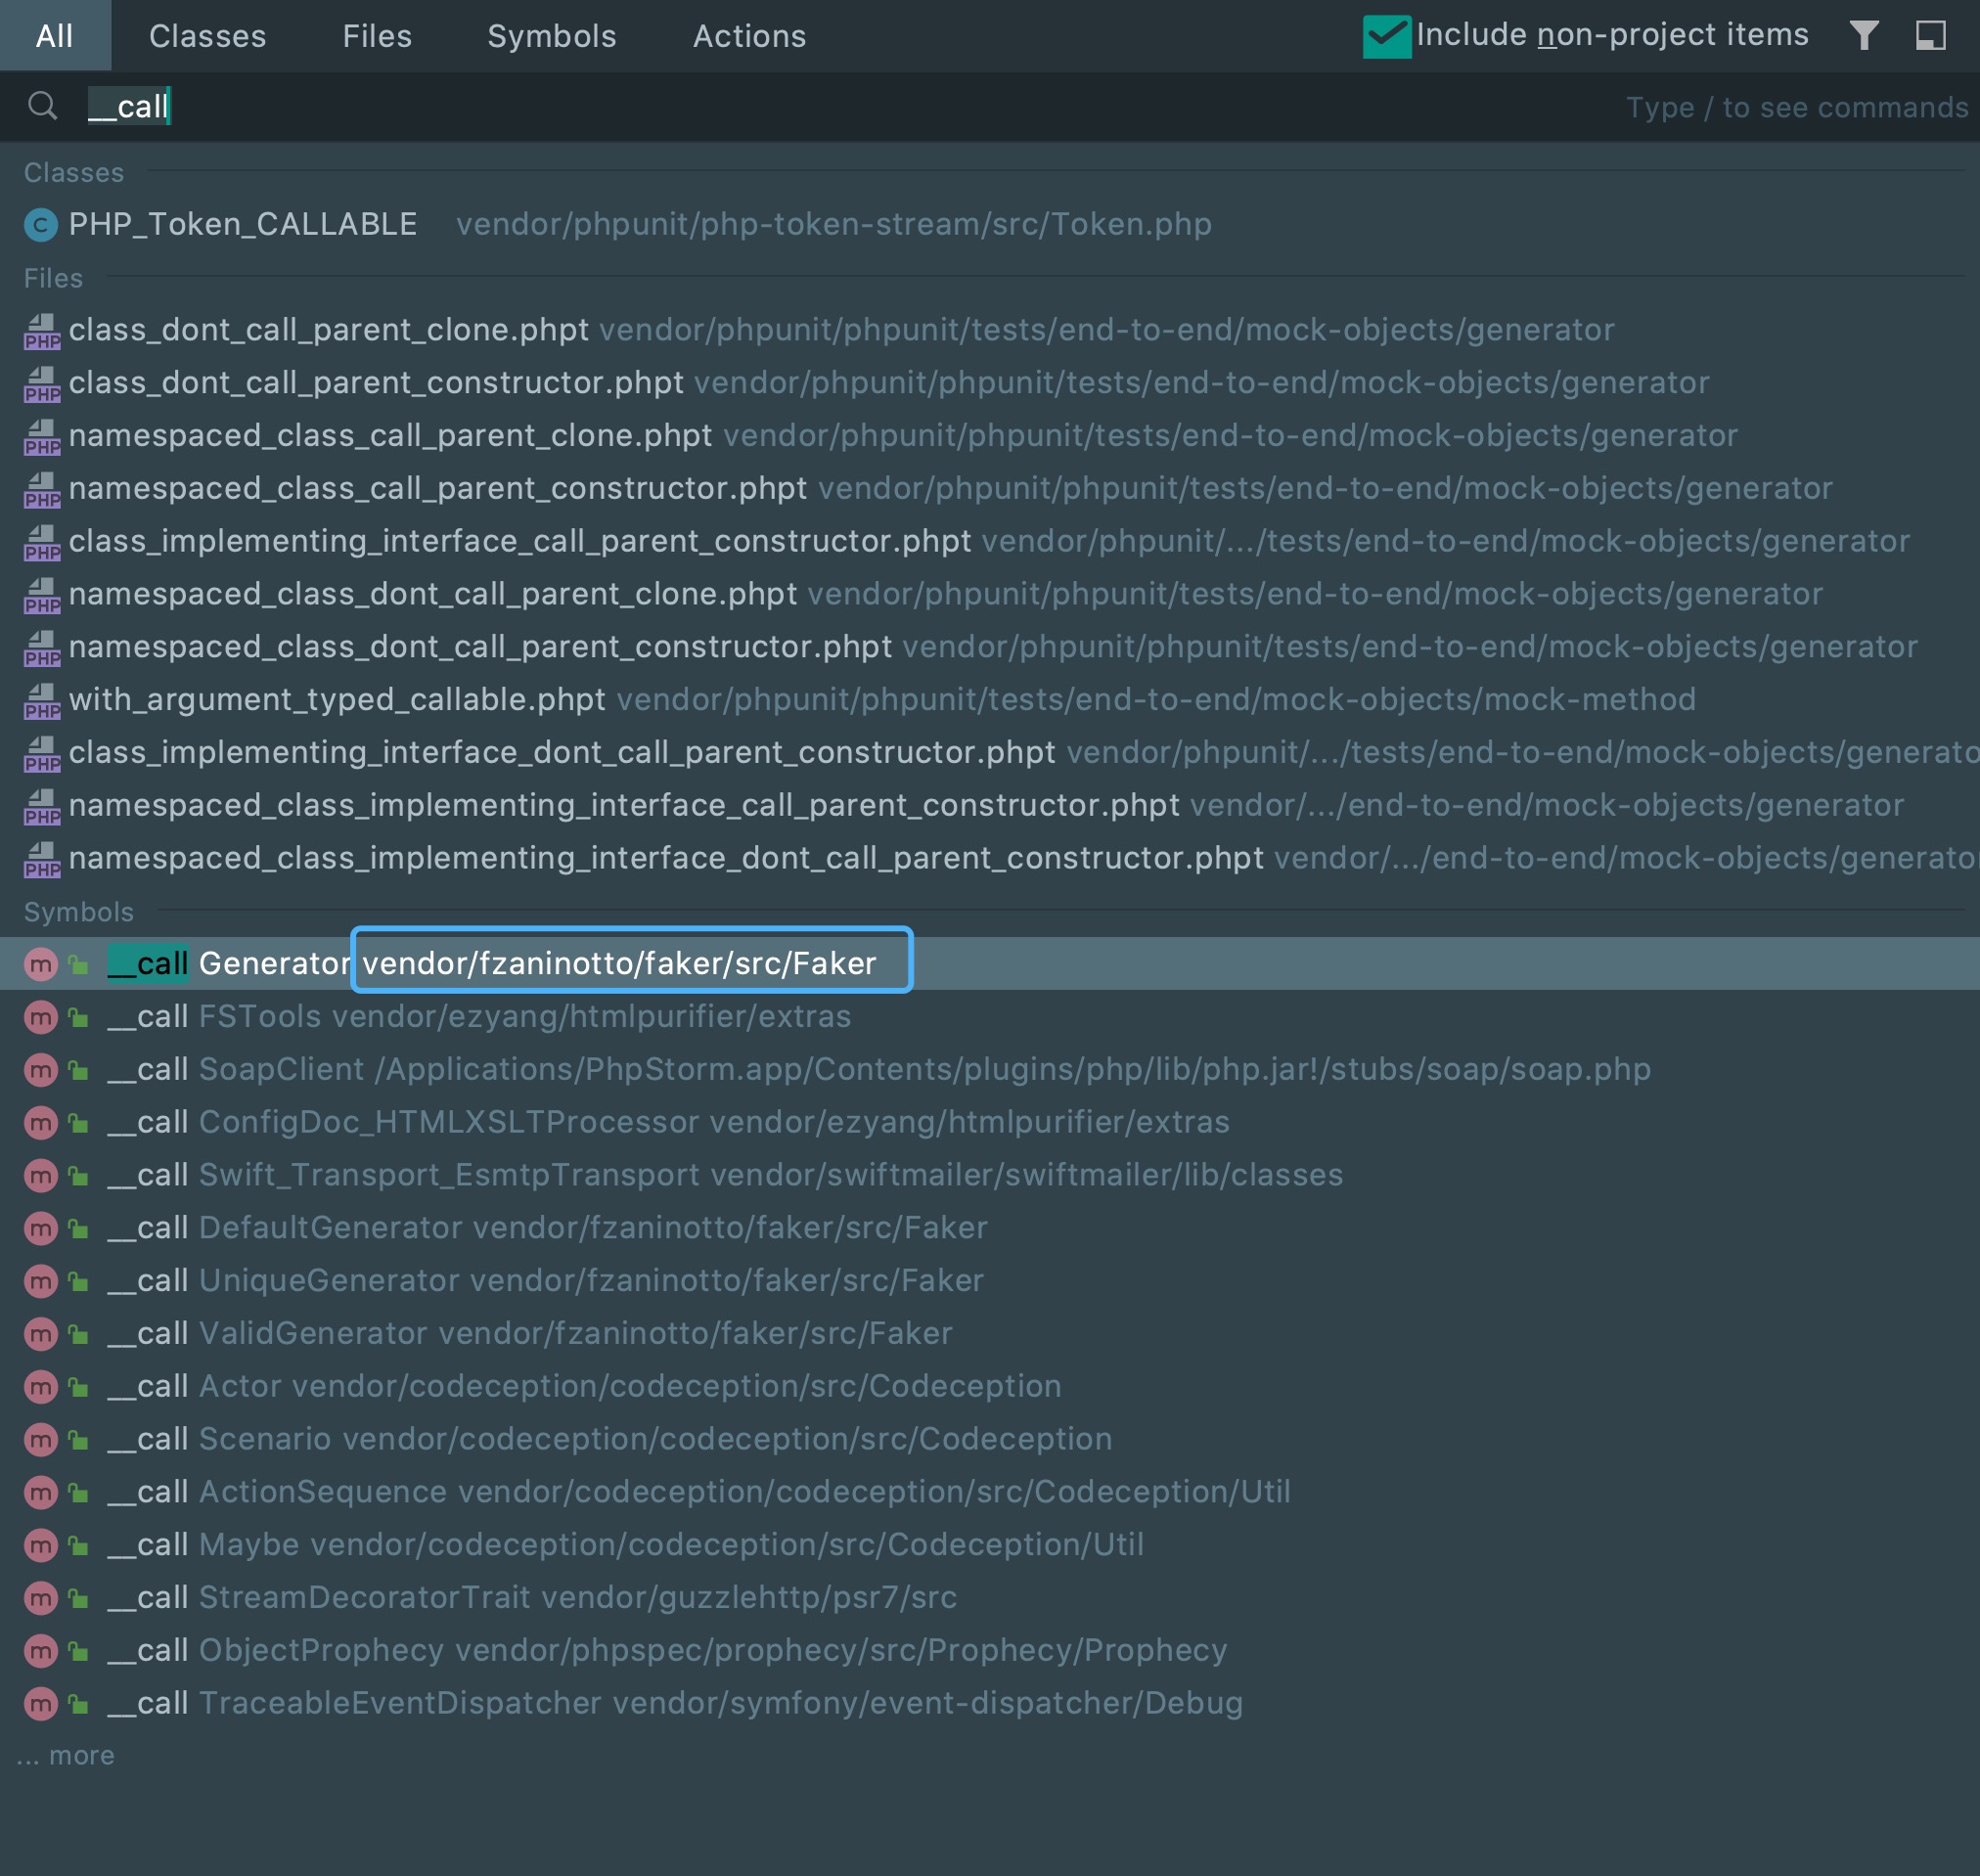 All Classes Files Symbols Actions Include non-project items
__call Type / to see commands
Classes
C PHP_Token_CALLABLE vendor/phpunit/php-token-stream/src/Token.php
Files
PHP class_dont_call_parent_clone.phpt vendor/phpunit/phpunit/tests/end-to-end/mock-objects/generator
PHP class_dont_call_parent_constructor.phpt vendor/phpunit/phpunit/tests/end-to-end/mock-objects/generator
PHP namespaced_class_call_parent_clone.phpt vendor/phpunit/phpunit/tests/end-to-end/mock-objects/generator
PHP namespaced_class_call_parent_constructor.phpt vendor/phpunit/phpunit/tests/end-to-end/mock-objects/generator
PHP class_implementing_interface_call_parent_constructor.phpt vendor/phpunit/.../tests/end-to-end/mock-objects/generator
PHP namespaced_class_dont_call_parent_clone.phpt vendor/phpunit/phpunit/tests/end-to-end/mock-objects/generator
PHP namespaced_class_dont_call_parent_constructor.phpt vendor/phpunit/phpunit/tests/end-to-end/mock-objects/generator
PHP with_argument_typed_callable.phpt vendor/phpunit/phpunit/tests/end-to-end/mock-objects/mock-method
PHP class_implementing_interface_dont_call_parent_constructor.phpt vendor/phpunit/.../tests/end-to-end/mock-objects/generato
PHP namespaced_class_implementing_interface_call_parent_constructor.phpt vendor/.../end-to-end/mock-objects/generator
PHP namespaced_class_implementing_interface_dont_call_parent_constructor.phpt vendor/.../end-to-end/mock-objects/generator
Symbols
m __call Generator vendor/fzaninotto/faker/src/Faker
m __call FSTools vendor/ezyang/htmlpurifier/extras
m __call SoapClient /Applications/PhpStorm.app/Contents/plugins/php/lib/php.jar!/stubs/soap/soap.php
m __call ConfigDoc_HTMLXSLTProcessor vendor/ezyang/htmlpurifier/extras
m __call Swift_Transport_EsmtpTransport vendor/swiftmailer/swiftmailer/lib/classes
m __call DefaultGenerator vendor/fzaninotto/faker/src/Faker
m __call UniqueGenerator vendor/fzaninotto/faker/src/Faker
m __call ValidGenerator vendor/fzaninotto/faker/src/Faker
m __call Actor vendor/codeception/codeception/src/Codeception
m __call Scenario vendor/codeception/codeception/src/Codeception
m __call ActionSequence vendor/codeception/codeception/src/Codeception/Util
m __call Maybe vendor/codeception/codeception/src/Codeception/Util
m __call StreamDecoratorTrait vendor/guzzlehttp/psr7/src
m __call ObjectProphecy vendor/phpspec/prophecy/src/Prophecy/Prophecy
m __call TraceableEventDispatcher vendor/symfony/event-dispatcher/Debug
... more